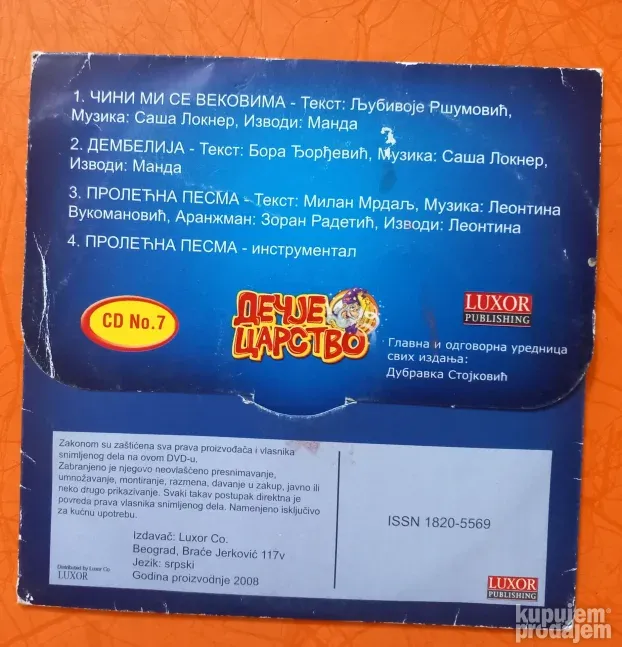 1. ЧИНИ МИ СЕ ВЕКОВИМА - Текст: Љубивоје Ршумовић,
Музика: Саша Локнер, Изводи: Манда
2. ДЕМБЕЛИЈА - Текст: Бора Ђорђевић, Музика: Саша Локнер,
Изводи: Манда
3. ПРОЛЕЋНА ПЕСМА - Текст: Милан Мрдаљ, Музика: Леонтина
Вукомановић, Аранжман: Зоран Радетић, Изводи: Леонтина
4. ПРОЛЕЋНА ПЕСМА - инструментал
CD No.7
ДЕЧЈЕ
ЦАРСТВО
LUXOR
PUBLISHING
Главна и одговорна уредница
свих издања:
Дубравка Стојковић
Zakonom su zaštićena sva prava proizvođača i vlasnika
snimljenog dela na ovom DVD-u.
Zabranjeno je njegovo neovlašćeno presnimavanje,
umnožavanje, montiranje, razmena, davanje u zakup, javno ili
neko drugo prikazivanje. Svaki takav postupak direktna je
povreda prava vlasnika snimljenog dela. Namenjeno isključivo
za kućnu upotrebu.
Izdavač: Luxor Co.
Beograd, Braće Jerković 117v
Jezik: srpski
Godina proizvodnje 2008
Distributed by Luxor Co.
LUXOR
ISSN 1820-5569
LUXOR
PUBLISHING
kupujem
prodajem